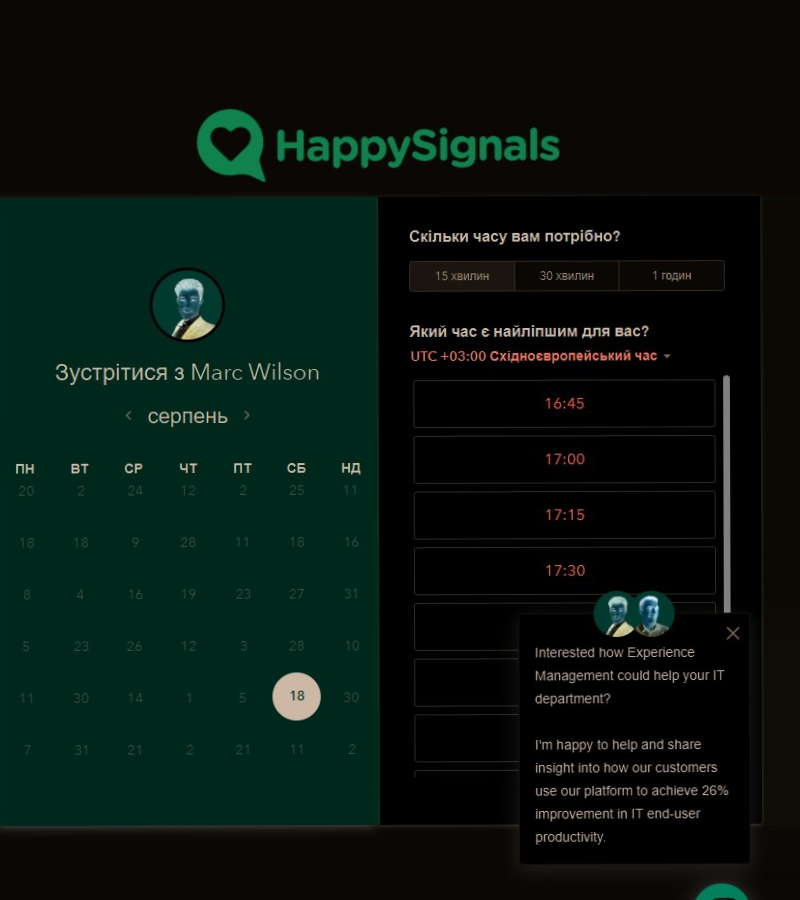 HappySignals
Зустрітися з Marc Wilson
серпень
ПН ВТ СР ЧТ ПТ СБ НД
20 2 24 12 2 25 11
18 18 9 28 11 18 16
8 4 16 19 23 27 31
5 23 26 12 3 28 10
11 30 14 1 5 18 30
7 31 21 2 21 11 2
Скільки часу вам потрібно?
15 хвилин 30 хвилин 1 годин
Який час є найліпшим для вас?
UTC +03:00 Східноєвропейський час
16:45
17:00
17:15
17:30
Interested how Experience
Management could help your IT
department?
I'm happy to help and share
insight into how our customers
use our platform to achieve 26%
improvement in IT end-user
productivity.